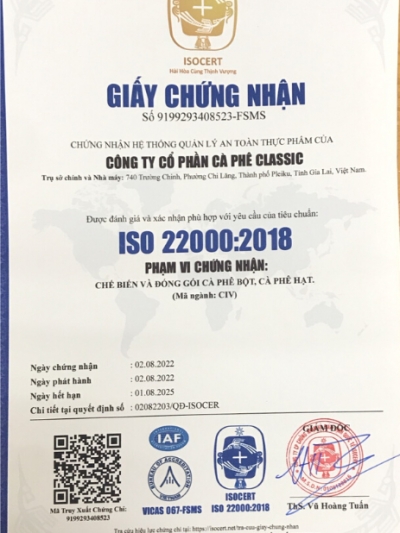 ISOCERT
Hài Hòa Cùng Thịnh Vượng
GIẤY CHỨNG NHẬN
Số 9199293408523-FSMS
CHỨNG NHẬN HỆ THỐNG QUẢN LÝ AN TOÀN THỰC PHẨM CỦA
CÔNG TY CỔ PHẦN CÀ PHÊ CLASSIC
Trụ sở chính và Nhà máy: 740 Trường Chinh, Phường Chi Lăng, Thành phố Pleiku, Tỉnh Gia Lai, Việt Nam.
Được đánh giá và xác nhận phù hợp với yêu cầu của tiêu chuẩn:
ISO 22000:2018
PHẠM VI CHỨNG NHẬN:
CHẾ BIẾN VÀ ĐÓNG GÓI CÀ PHÊ BỘT, CÀ PHÊ HẠT.
(Mã ngành: CIV)
Ngày chứng nhận : 02.08.2022
Ngày phát hành : 02.08.2022
Ngày hết hạn : 01.08.2025
Chi tiết tại quyết định số : 02082203/QĐ-ISOCER
GIÁM ĐỐC
IAF
BUREAU OF ACCREDITATION
VIETNAM
VICAS 067-FSMS
ISOCERT
ISO 22000:2018
ThS. Vũ Hoàng Tuấn
Mã Truy Xuất Chứng Chỉ:
9199293408523
Tra cứu hiệu lực chứng chỉ tại: https://isocert.net/tra-cuu-giay-chung-nhan